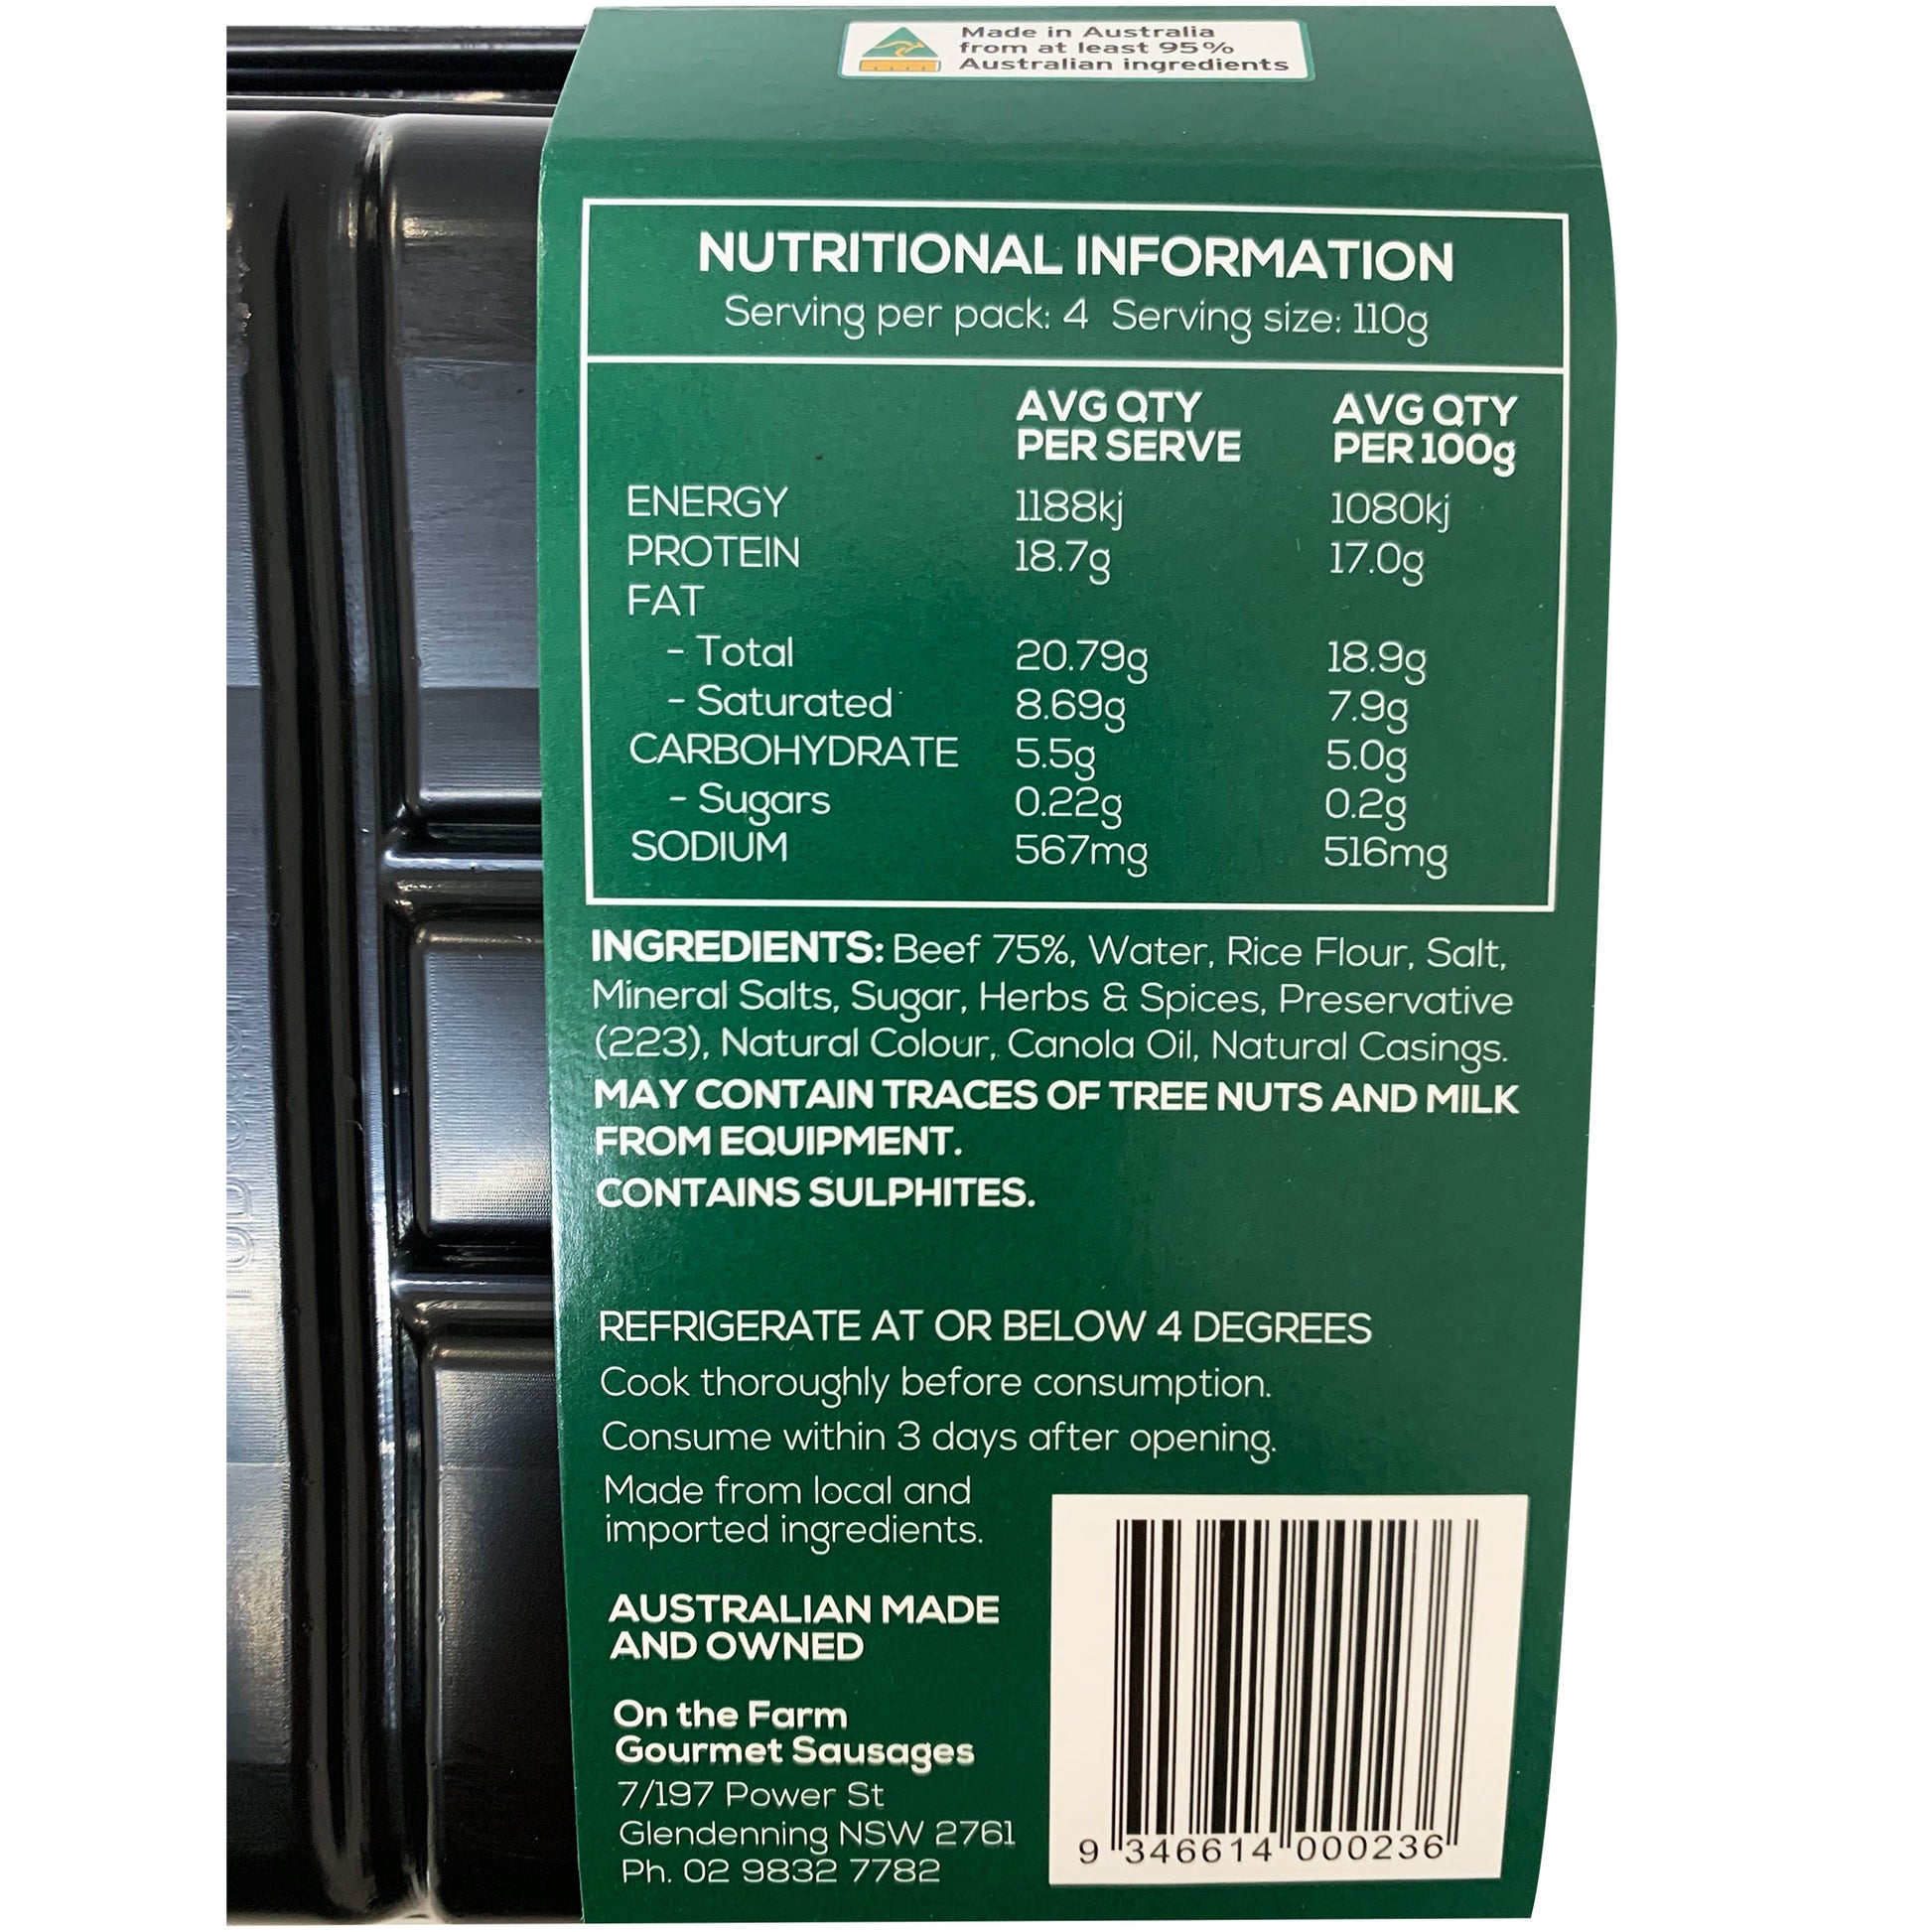 Made in Australia
from at least 95%
Australian ingredients
NUTRITIONAL INFORMATION
Serving per pack: 4 Serving size: 110g
AVG QTY PER SERVE AVG QTY PER 100g
ENERGY 1188kj 1080kj
PROTEIN 18.7g 17.0g
FAT
- Total 20.79g 18.9g
- Saturated 8.69g 7.9g
CARBOHYDRATE 5.5g 5.0g
- Sugars 0.22g 0.2g
SODIUM 567mg 516mg
INGREDIENTS: Beef 75%, Water, Rice Flour, Salt,
Mineral Salts, Sugar, Herbs & Spices, Preservative
(223), Natural Colour, Canola Oil, Natural Casings.
MAY CONTAIN TRACES OF TREE NUTS AND MILK
FROM EQUIPMENT.
CONTAINS SULPHITES.
REFRIGERATE AT OR BELOW 4 DEGREES
Cook thoroughly before consumption.
Consume within 3 days after opening.
Made from local and
imported ingredients.
AUSTRALIAN MADE
AND OWNED
On the Farm
Gourmet Sausages
7/197 Power St
Glendenning NSW 2761
Ph. 02 9832 7782
9 346614 000236